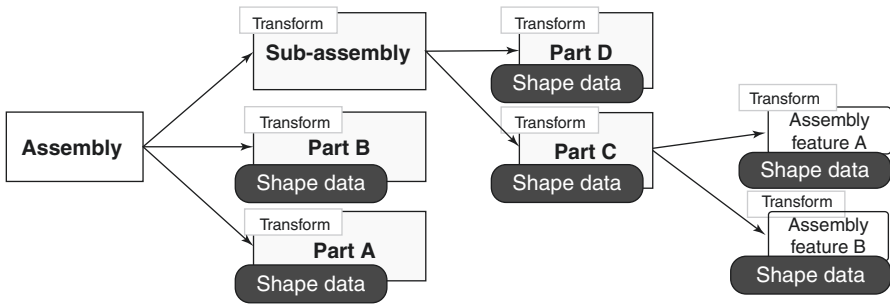 Transform
Sub-assembly
Transform
Part D
Shape data
Assembly
Transform
Part B
Shape data
Transform
Part C
Shape data
Transform
Assembly
feature A
Shape data
Transform
Part A
Shape data
Transform
Assembly
feature B
Shape data